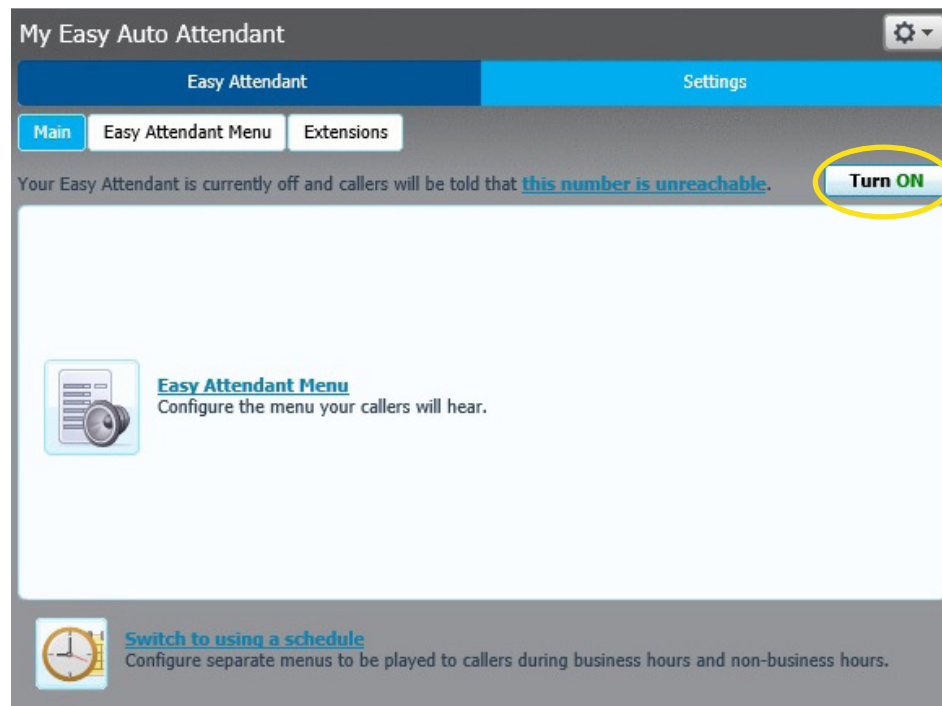 My Easy Auto Attendant
Easy Attendant
Settings
Main
Easy Attendant Menu
Extensions
Your Easy Attendant is currently off and callers will be told that this number is unreachable.
Turn ON
Easy Attendant Menu
Configure the menu your callers will hear.
Switch to using a schedule
Configure separate menus to be played to callers during business hours and non-business hours.